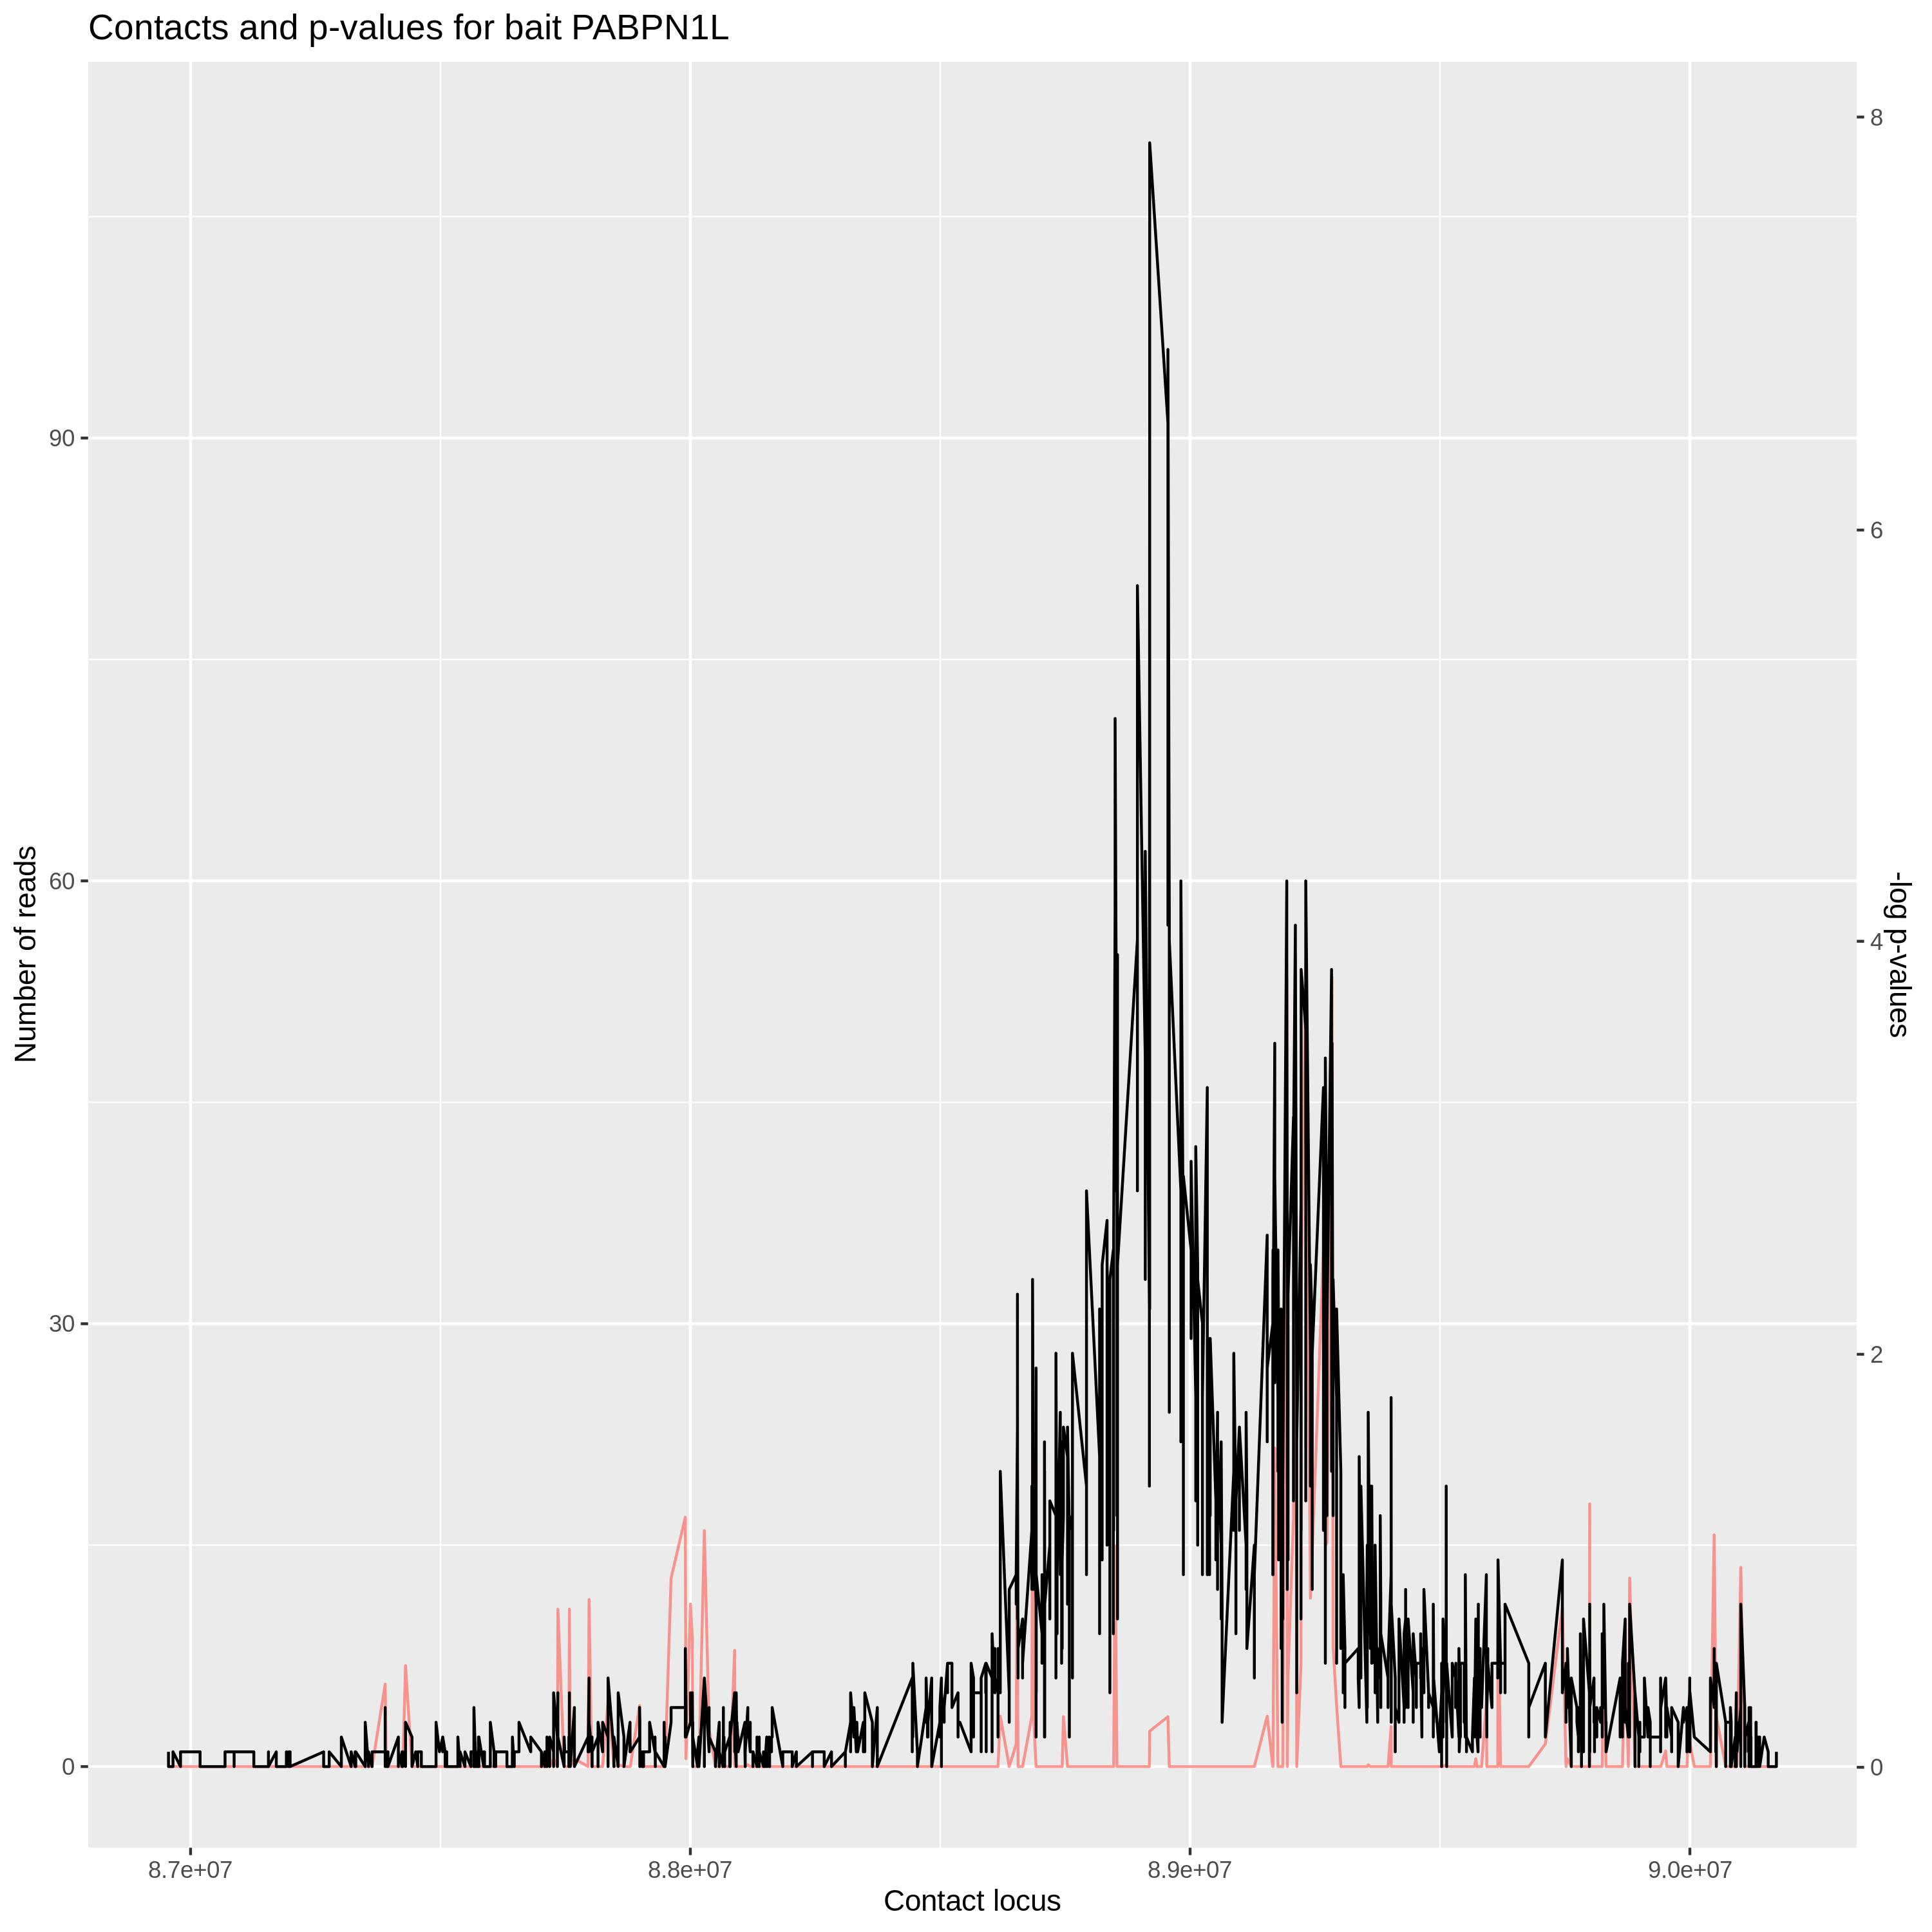 Contacts and p-values for bait PABPN1L
Number of reads
90
60
30
0
8
6
4
2
0
-log p-values
8.7e+07 8.8e+07 8.9e+07 9.0e+07
Contact locus